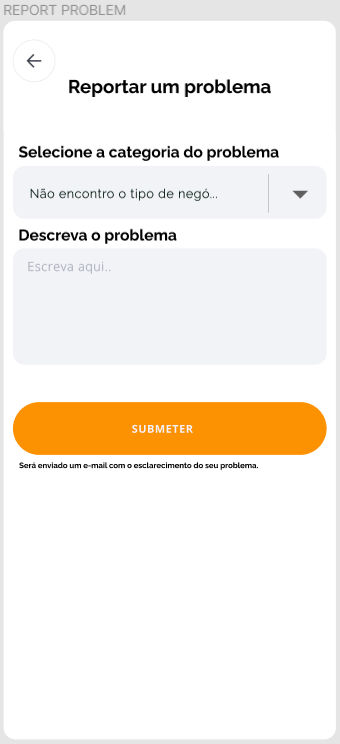 REPORT PROBLEM
Reportar um problema
Selecione a categoria do problema
Não encontro o tipo de negó...
Descreva o problema
Escreva aqui..
SUBMETER
Será enviado um e-mail com o esclarecimento do seu problema.